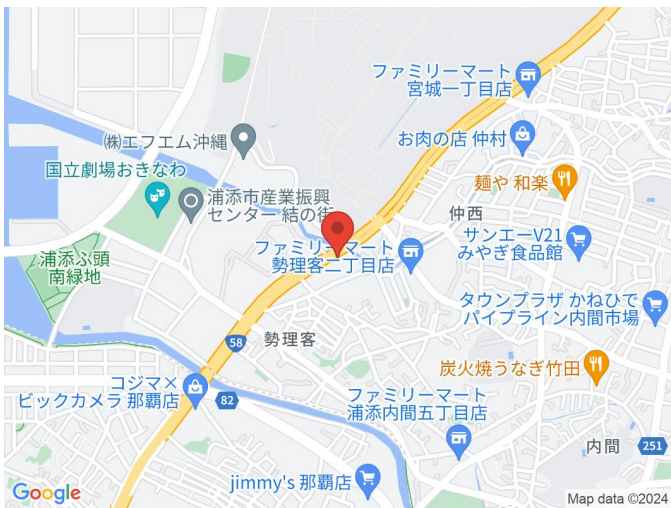 ファミリーマート
宮城一丁目店
(株)エフエム沖縄
お肉の店 仲村
国立劇場おきなわ
麺や 和楽
浦添市産業振興
センター 結の街
仲西
サンエーV21
みやぎ食品館
ファミリーマート
勢理客二丁目店
浦添ふ頭
南緑地
タウンプラザ かねひで
パイプライン内間市場
58
勢理客
炭火焼うなぎ竹田
コジマ×
ビックカメラ 那覇店
82
ファミリーマート
浦添内間五丁目店
内間
251
jimmy's 那覇店
Google
Map data ©2024